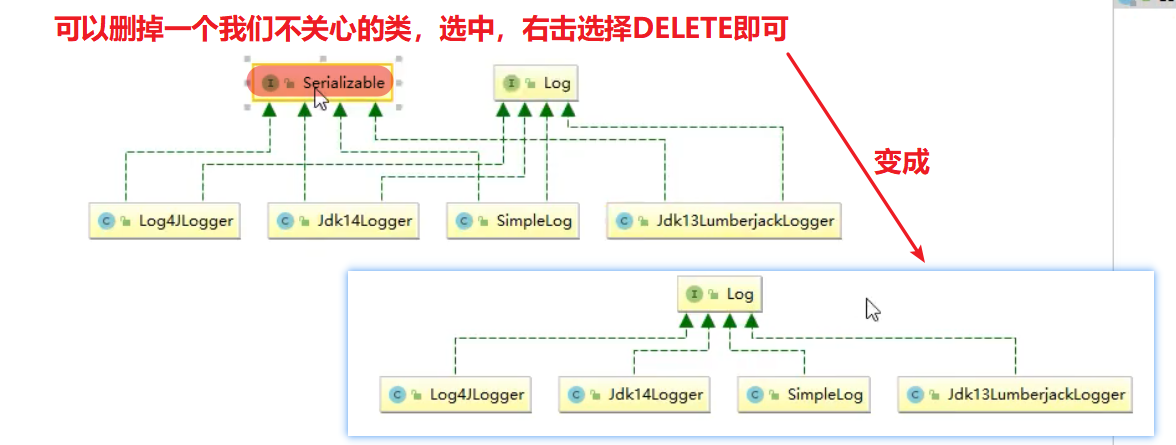 可以删掉一个我们不关心的类，选中，右击选择DELETE即可
I Serializable
I Log
变成
C Log4JLogger
C Jdk14Logger
C SimpleLog
C Jdk13LumberjackLogger
I Log
C Log4JLogger
C Jdk14Logger
C SimpleLog
C Jdk13LumberjackLogger